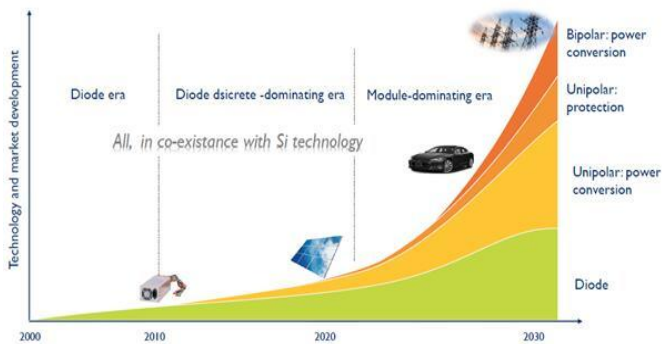 Technology and market development
Diode era
Diode dsicrete -dominating era
Module-dominating era
All, in co-existance with Si technology
Bipolar: power
conversion
Unipolar:
protection
Unipolar: power
conversion
Diode
2000
2010
2020
2030